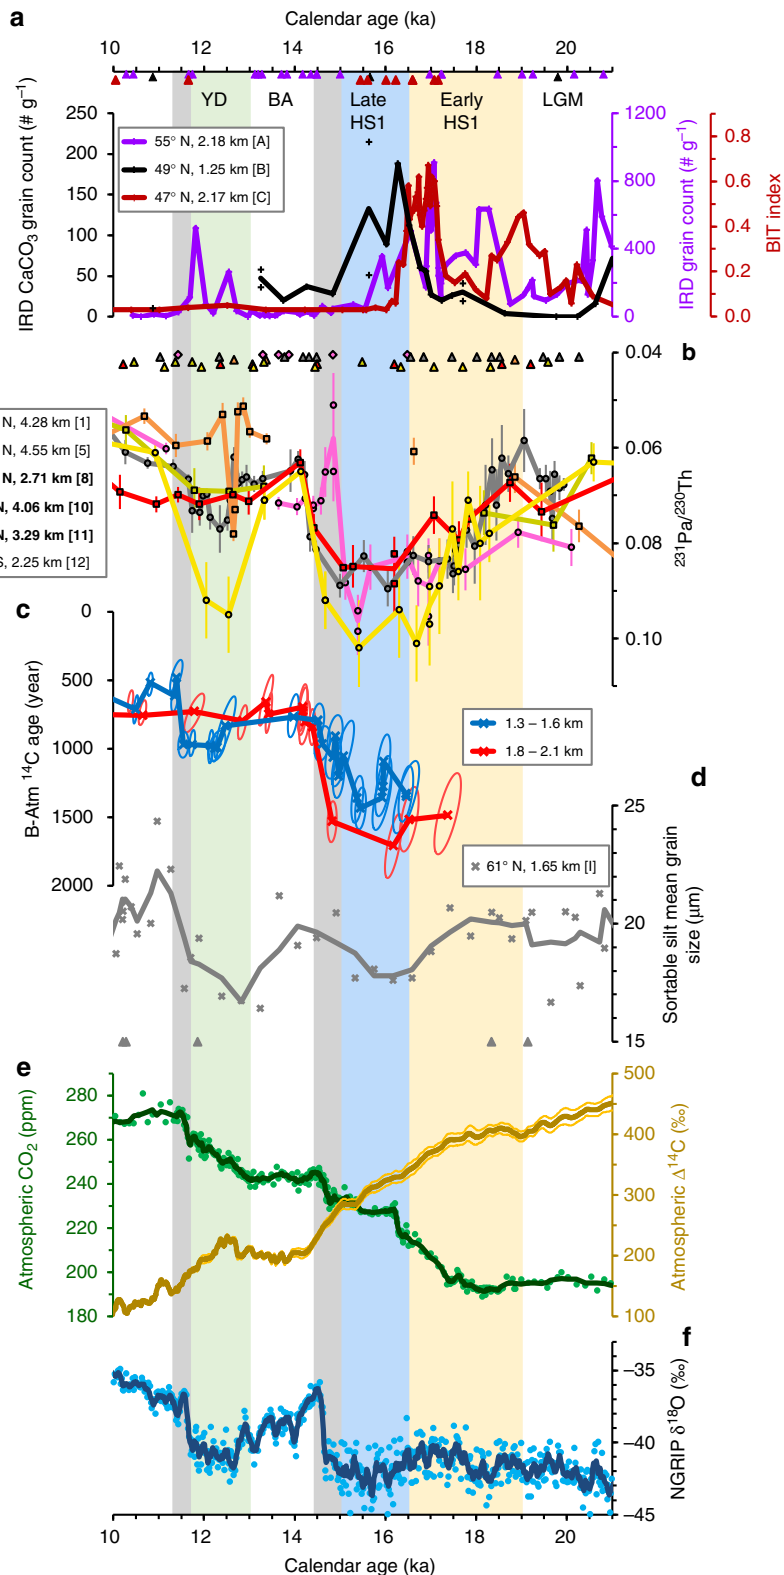 a
Calendar age (ka)
10 12 14 16 18 20
YD BA Late HS1 Early HS1 LGM
IRD CaCO3 grain count (# g–1)
250
200
150
100
50
0
55° N, 2.18 km [A]
49° N, 1.25 km [B]
47° N, 2.17 km [C]
1200
800
400
0
IRD grain count (# g–1)
0.8
0.6
0.4
0.2
0.0
BIT index
b
N, 4.28 km [1]
N, 4.55 km [5]
2.71 km [8]
N, 4.06 km [10]
N, 3.29 km [11]
S, 2.25 km [12]
0.04
0.06
0.08
0.10
231Pa/230Th
c
0
500
1000
1500
2000
B-Atm 14C age (year)
1.3 – 1.6 km
1.8 – 2.1 km
d
61° N, 1.65 km [I]
25
20
15
Sortable silt mean grain
size (µm)
e
280
260
240
220
200
180
Atmospheric CO2 (ppm)
500
400
300
200
100
Atmospheric Δ14C (‰)
f
–35
–40
–45
NGRIP δ18O (‰)
10 12 14 16 18 20
Calendar age (ka)